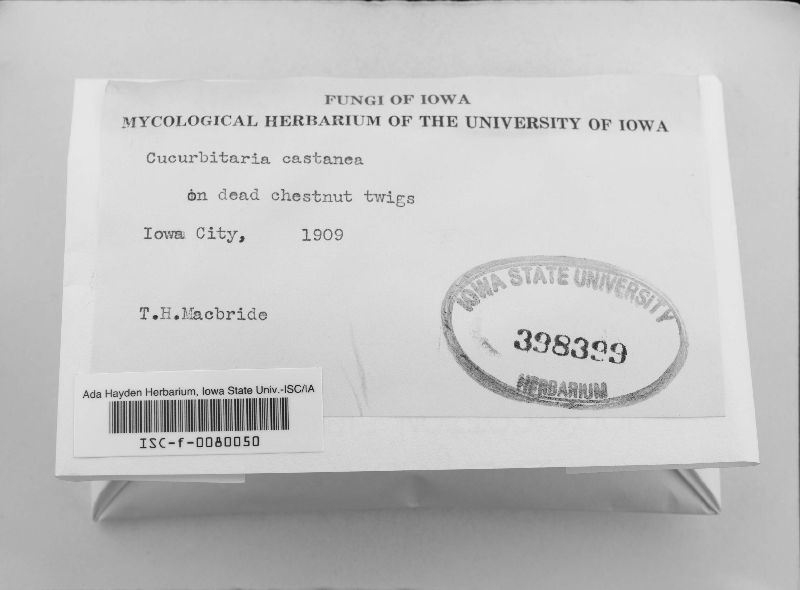 FUNGI OF IOWA
MYCOLOGICAL HERBARIUM OF THE UNIVERSITY OF IOWA
Cucurbitaria castanea
on dead chestnut twigs
Iowa City, 1909
T.H.Macbride
IOWA STATE UNIVERSITY
398399
HERBARIUM
Ada Hayden Herbarium, Iowa State Univ.-ISC/IA
ISC-f-0080050